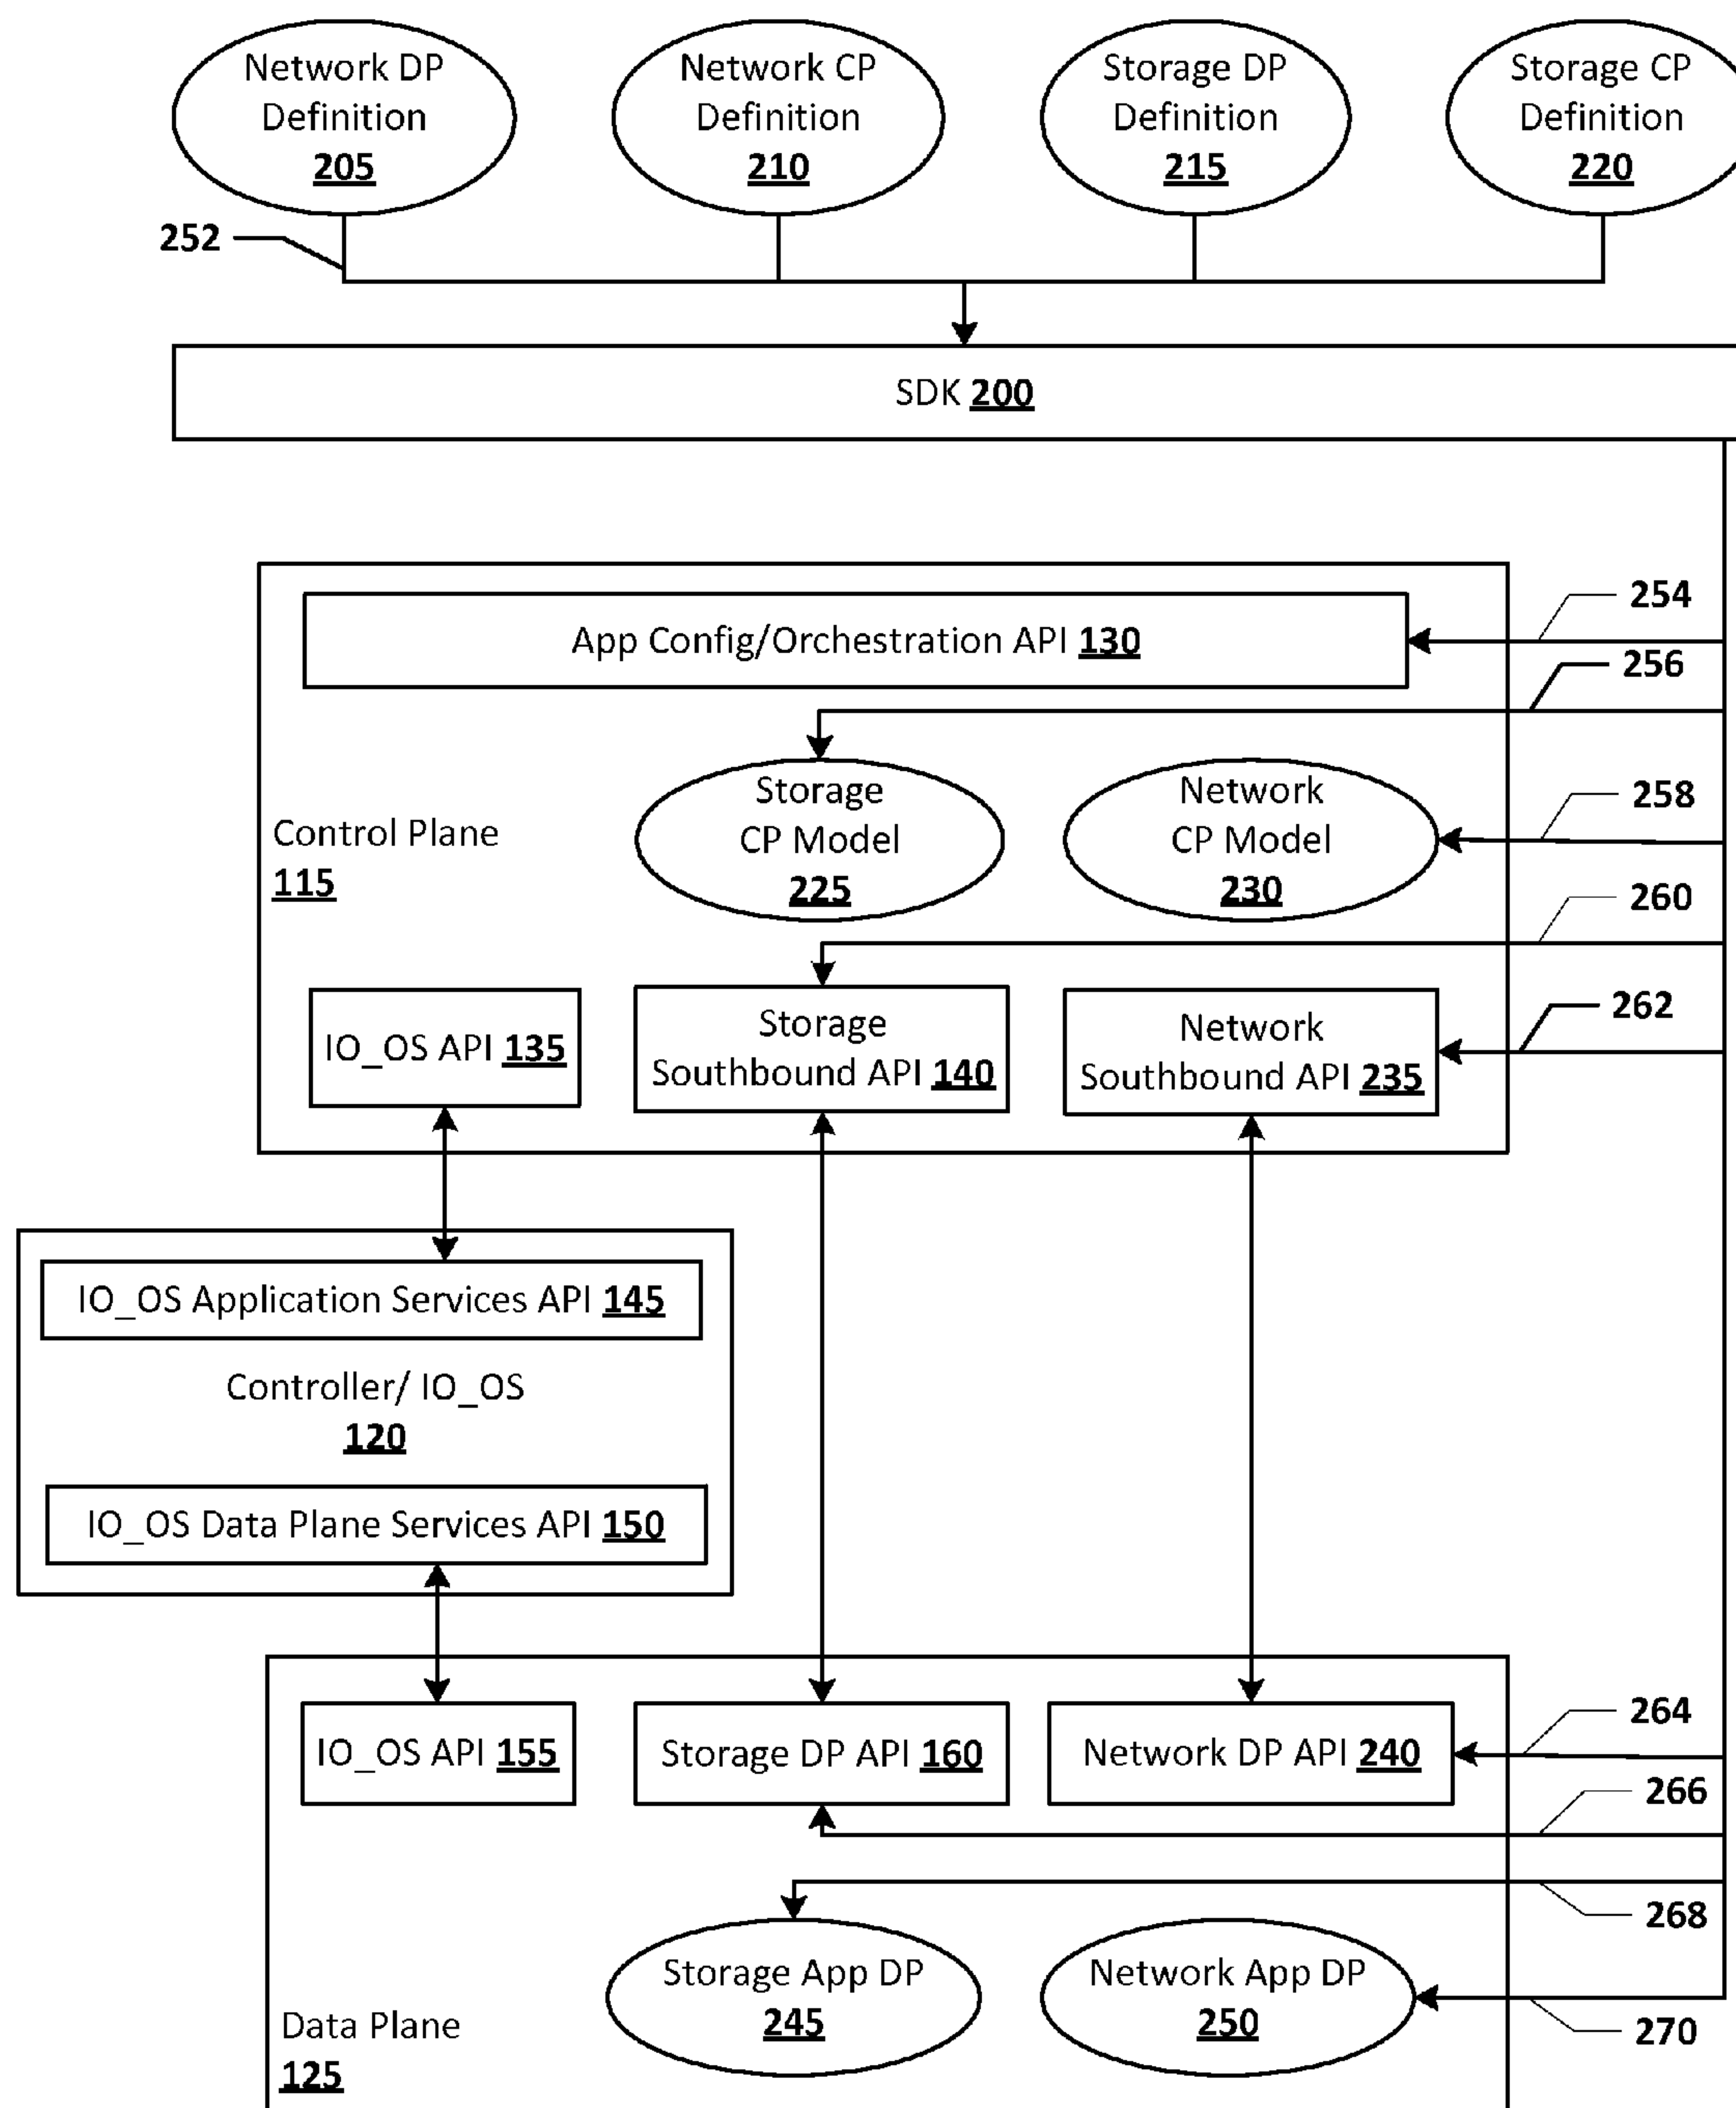 Network DP
Definition
205
Network CP
Definition
210
Storage DP
Definition
215
Storage CP
Definition
220
252
SDK 200
254
App Config/Orchestration API 130
256
Storage
CP Model
225
Network
CP Model
230
258
Control Plane
115
260
IO_OS API 135
Storage
Southbound API 140
Network
Southbound API 235
262
IO_OS Application Services API 145
Controller/ IO_OS
120
IO_OS Data Plane Services API 150
IO_OS API 155
Storage DP API 160
Network DP API 240
264
266
268
Storage App DP
245
Network App DP
250
270
Data Plane
125